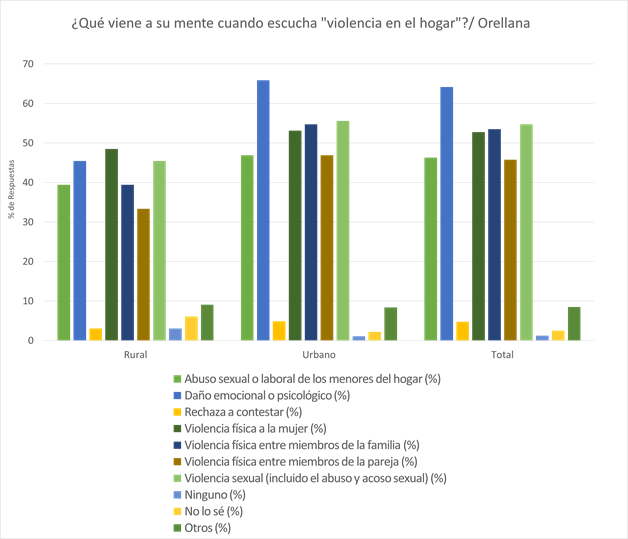 ¿Qué viene a su mente cuando escucha "violencia en el hogar"?/ Orellana
70
60
50
40
30
20
10
0
% de Respuestas
Rural
Urbano
Total
Abuso sexual o laboral de los menores del hogar (%)
Daño emocional o psicológico (%)
Rechaza a contestar (%)
Violencia física a la mujer (%)
Violencia física entre miembros de la familia (%)
Violencia física entre miembros de la pareja (%)
Violencia sexual (incluido el abuso y acoso sexual) (%)
Ninguno (%)
No lo sé (%)
Otros (%)